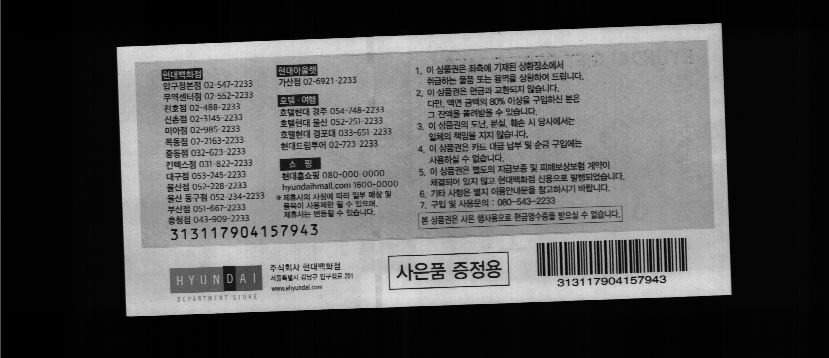 현대백화점
압구정본점 02-547-2233
무역센터점 02-552-2233
천호점 02-488-2233
신촌점 02-3145-2233
미아점 02-985-2233
목동점 02-2163-2233
중동점 032-623-2233
킨텍스점 031-822-2233
대구점 053-245-2233
울산점 052-228-2233
울산 동구점 052-234-2233
부산점 051-667-2233
충청점 043-909-2233
313117904157943
현대아울렛
가산점 02-6921-2233
호텔 · 여행
호텔현대 경주 054-748-2233
호텔현대 울산 052-251-2233
호텔현대 경포대 033-651-2233
현대드림투어 02-723-2233
쇼 핑
현대홈쇼핑 080-000-0000
hyundaihmall.com 1600-0000
※ 제휴사의 사정에 따라 일부 매장 및
품목이 사용제한 될 수 있으며,
제휴사는 변동될 수 있습니다.
1. 이 상품권은 좌측에 기재된 상환장소에서
취급하는 물품 또는 용역을 상환하여 드립니다.
2. 이 상품권은 현금과 교환되지 않습니다.
다만, 액면 금액의 80% 이상을 구입하신 분은
그 잔액을 돌려받을 수 있습니다.
3. 이 상품권의 도난, 분실, 훼손 시 당사에서는
일체의 책임을 지지 않습니다.
4. 이 상품권은 카드 대금 납부 및 순금 구입에는
사용하실 수 없습니다.
5. 이 상품권은 별도의 지급보증 및 피해보상보험 계약이
체결되어 있지 않고 현대백화점 신용으로 발행되었습니다.
6. 기타 사항은 별지 이용안내문을 참고하시기 바랍니다.
7. 구입 및 사용문의 : 080-543-2233
본 상품권은 사은 행사용으로 현금영수증을 받으실 수 없습니다.
HYUNDAI
DEPARTMENT STORE
주식회사 현대백화점
서울특별시 강남구 압구정로 201
www.ehyundai.com
사은품 증정용
313117904157943